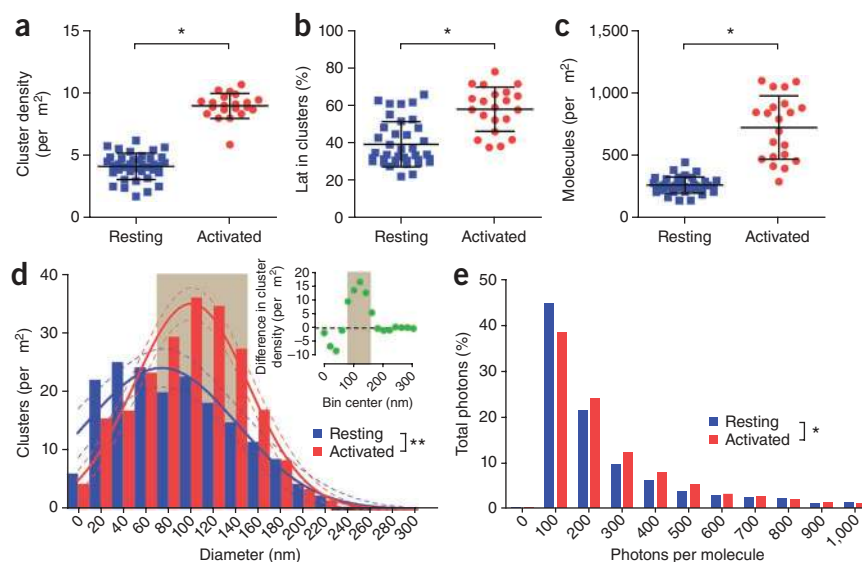 a
b
c
*
*
*
Cluster density
(per m²)
15
10
5
0
Resting
Activated
Lat in clusters (%)
100
80
60
40
20
0
Resting
Activated
Molecules (per m²)
1,500
1,000
500
0
Resting
Activated
d
Clusters (per m²)
40
30
20
10
0
0
20
40
60
80
100
120
140
160
180
200
220
240
260
280
300
Diameter (nm)
Difference in cluster
density (per m²)
20
15
10
5
0
−5
−10
0
100
200
300
Bin center (nm)
Resting
Activated
**
e
Total photons (%)
50
40
30
20
10
0
0
100
200
300
400
500
600
700
800
900
1,000
Photons per molecule
Resting
Activated
*